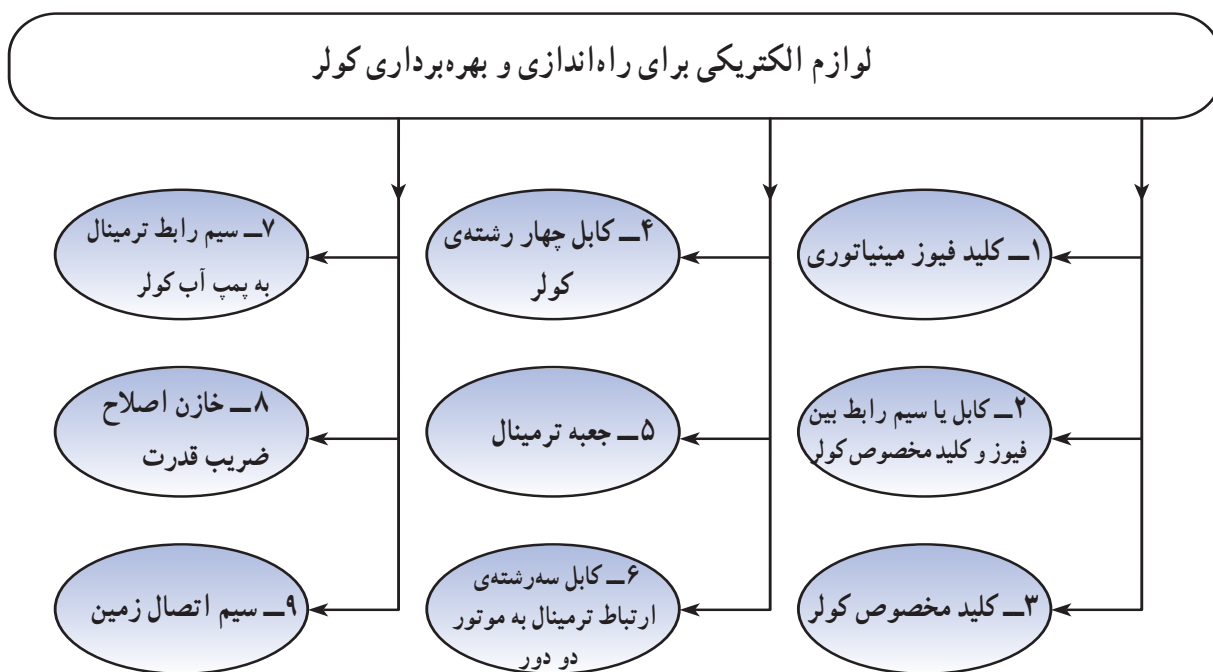 لوازم الکتریکی برای راه‌اندازی و بهره‌برداری کولر
۱ــ کلید فیوز مینیاتوری
۲ــ کابل یا سیم رابط بین
فیوز و کلید مخصوص کولر
۳ــ کلید مخصوص کولر
۴ــ کابل چهار رشته‌ی
کولر
۵ــ جعبه ترمینال
۶ــ کابل سه‌رشته‌ی
ارتباط ترمینال به موتور
دو دور
۷ــ سیم رابط ترمینال
به پمپ آب کولر
۸ــ خازن اصلاح
ضریب قدرت
۹ــ سیم اتصال زمین